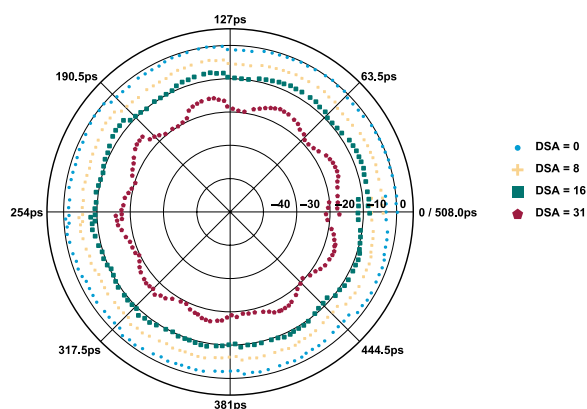 127ps
190.5ps
63.5ps
DSA = 0
DSA = 8
DSA = 16
DSA = 31
254ps
−40
−30
−20
−10
0
0 / 508.0ps
317.5ps
444.5ps
381ps